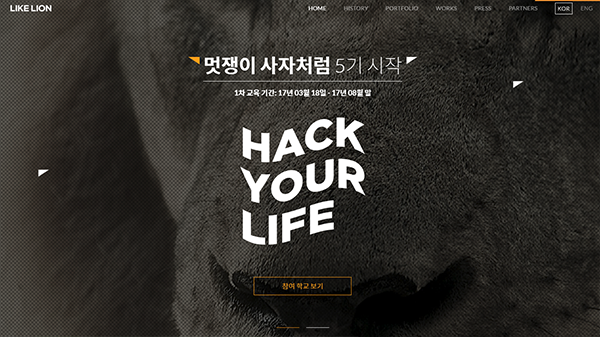 LIKE LION
HOME HISTORY PORTFOLIO WORKS PRESS PARTNERS KOR ENG
멋쟁이 사자처럼 5기 시작
1차 교육 기간: 17년 03월 18일 - 17년 08월 말
HACK
YOUR
LIFE
참여 학교 보기